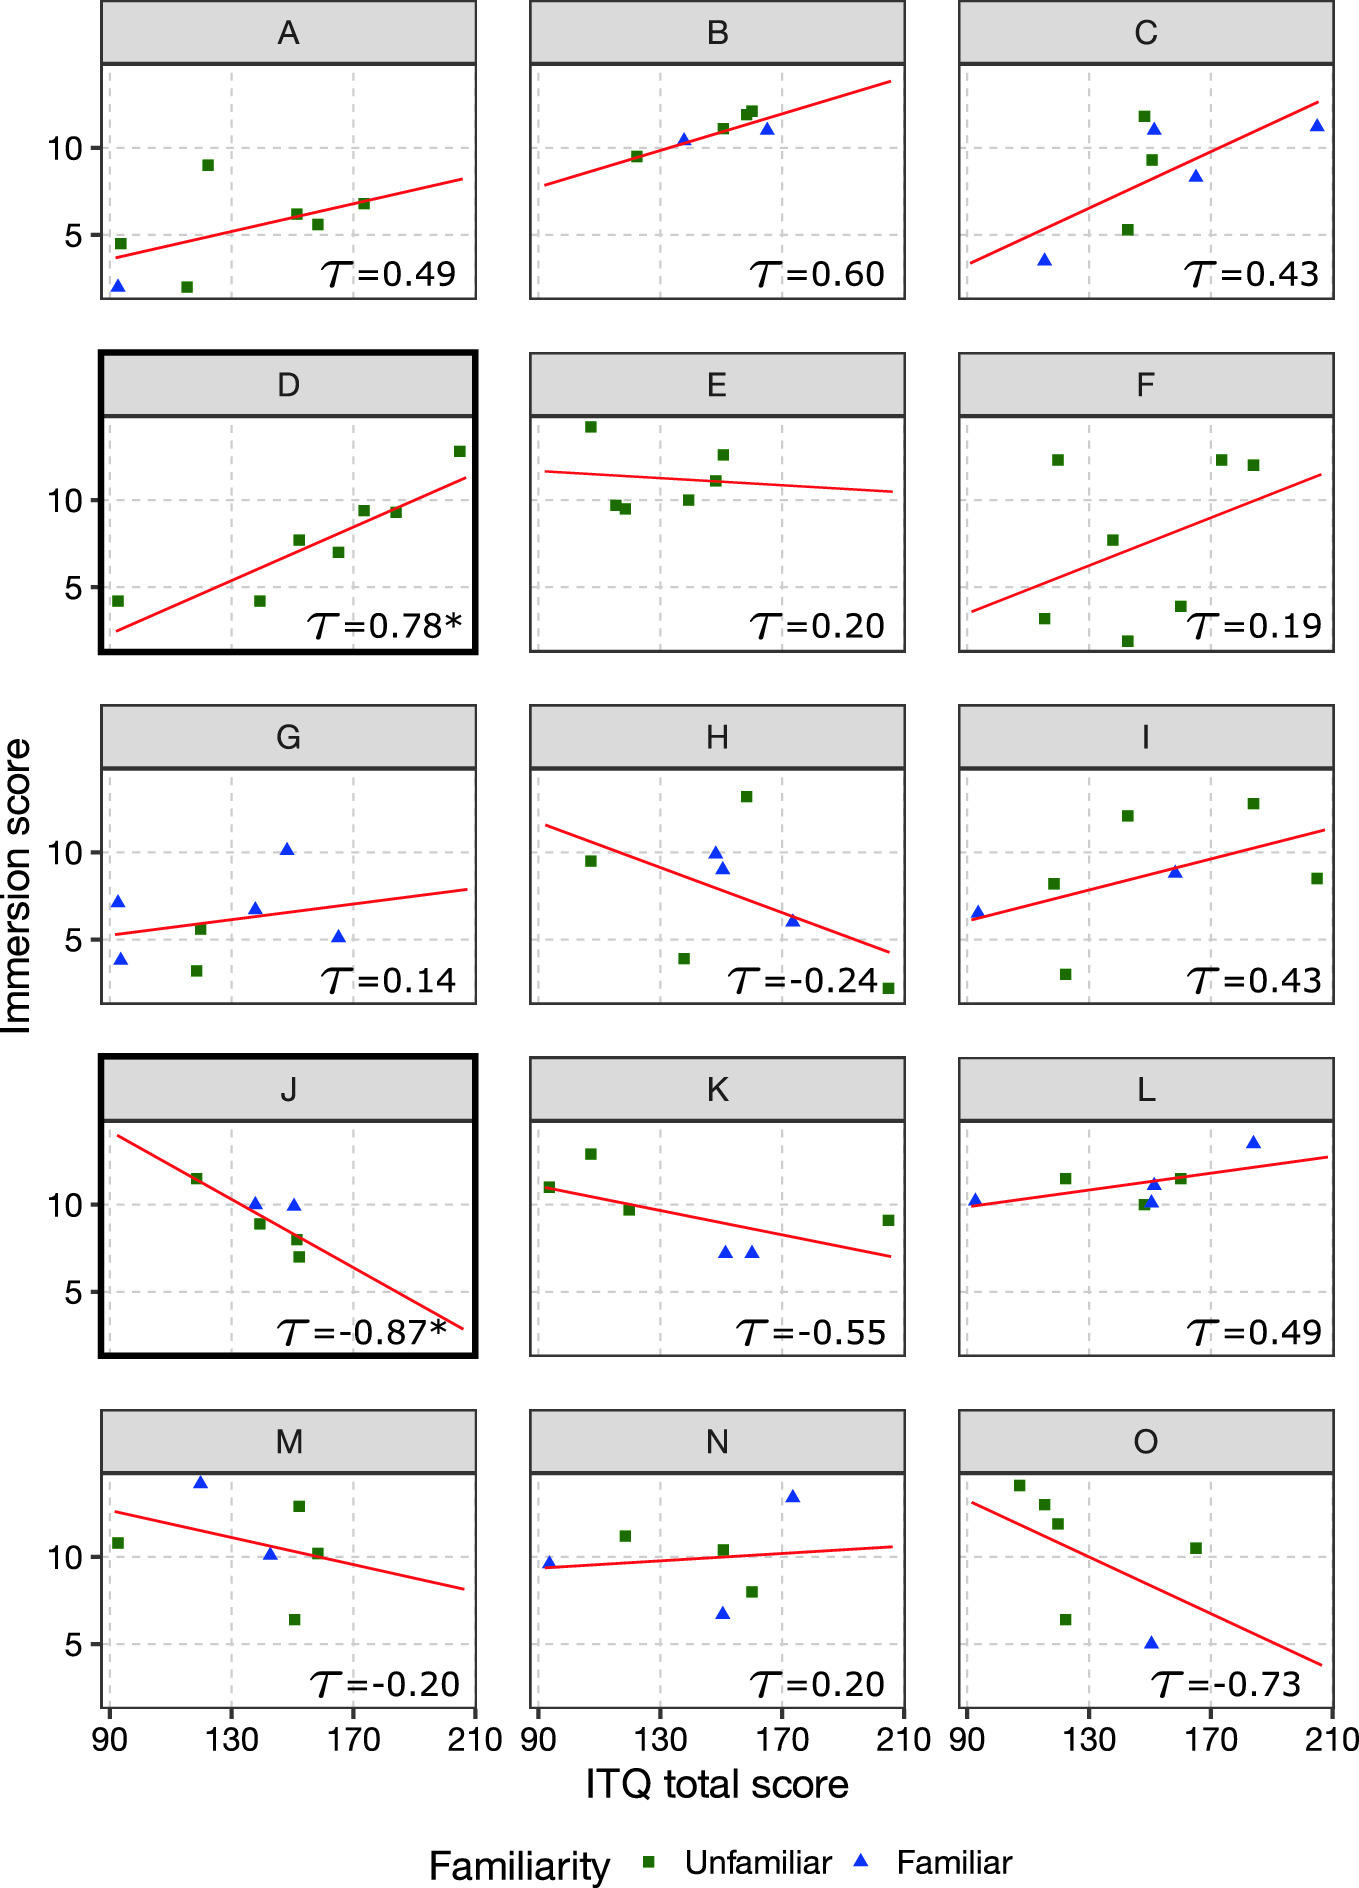 A B C
10
5
τ=0.49 τ=0.60 τ=0.43
D E F
10
5
τ=0.78* τ=0.20 τ=0.19
G H I
10
5
τ=0.14 τ=-0.24 τ=0.43
J K L
10
5
τ=-0.87* τ=-0.55 τ=0.49
M N O
10
5
τ=-0.20 τ=0.20 τ=-0.73
90 130 170 210 90 130 170 210 90 130 170 210
Immersion score
ITQ total score
Familiarity Unfamiliar Familiar